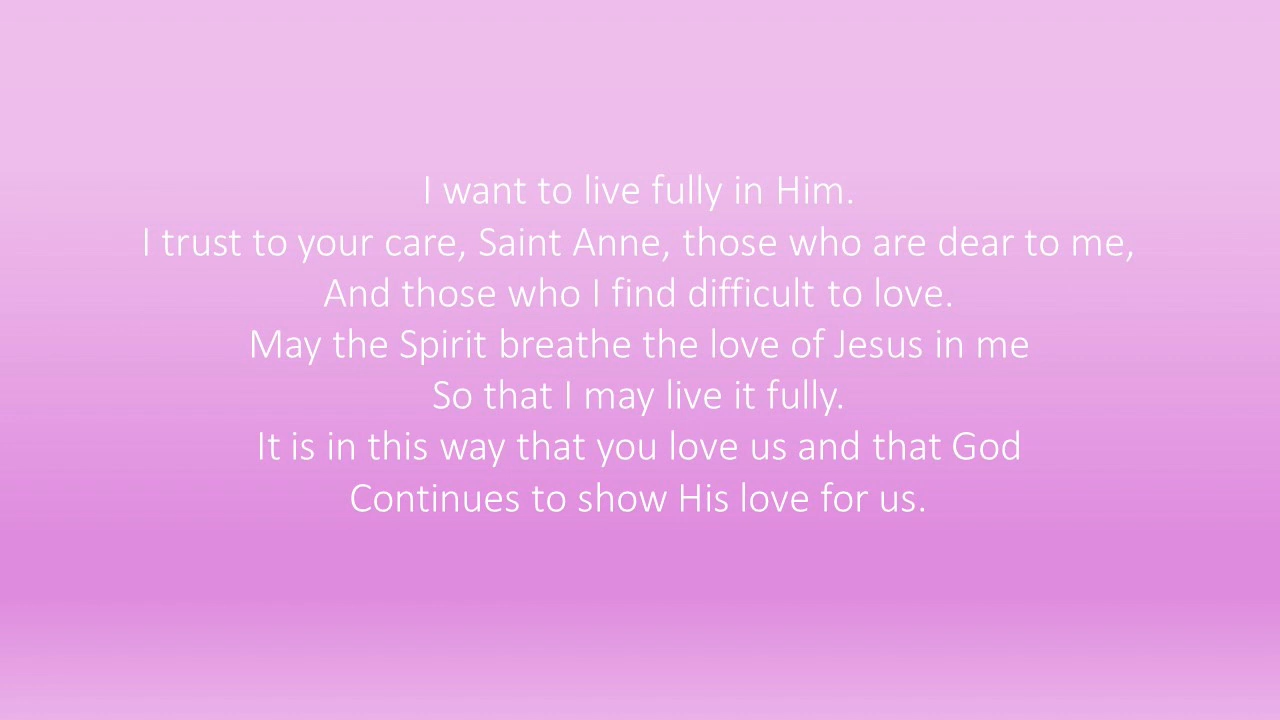 I want to live fully in Him.
I trust to your care, Saint Anne, those who are dear to me,
And those who I find difficult to love.
May the Spirit breathe the love of Jesus in me
So that I may live it fully.
It is in this way that you love us and that God
Continues to show His love for us.